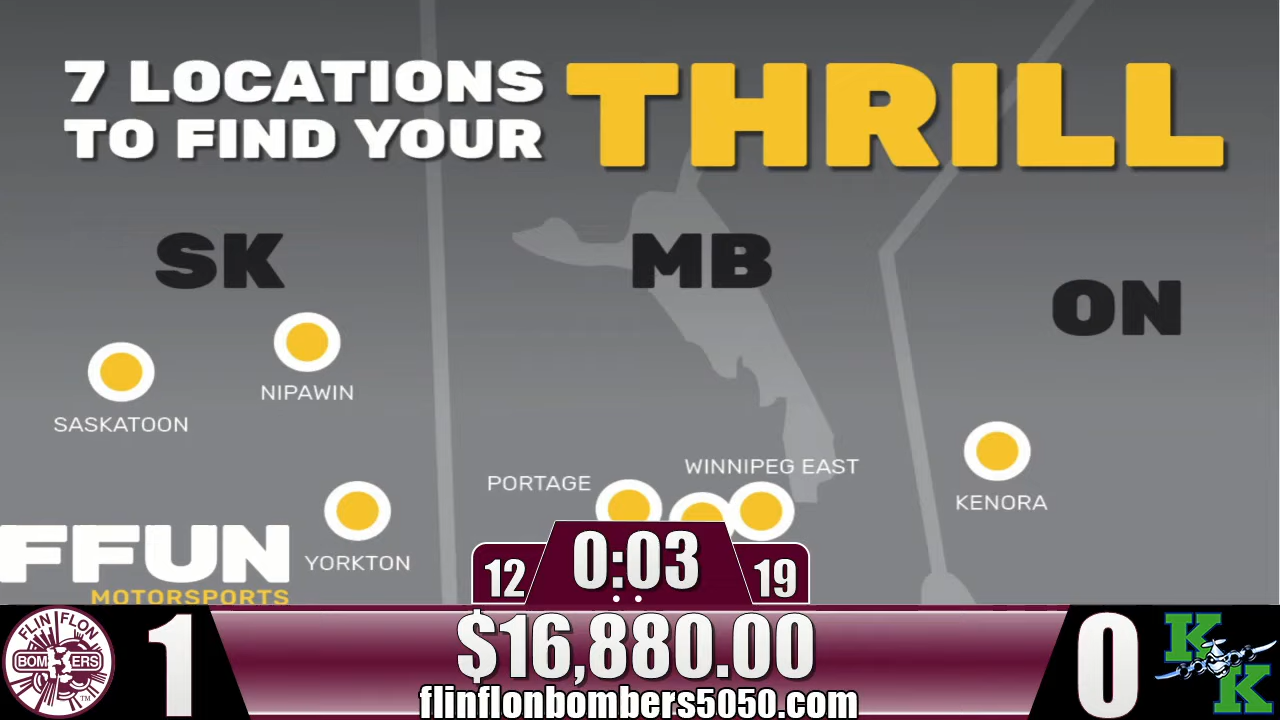 7 LOCATIONS
TO FIND YOUR
THRILL
SK
MB
ON
NIPAWIN
SASKATOON
WINNIPEG EAST
PORTAGE
KENORA
YORKTON
FFUN
MOTORSPORTS
12
0:03
19
FLIN FLON
BOMBERS
TM
1
$16,880.00
flinflonbombers5050.com
0
K
K